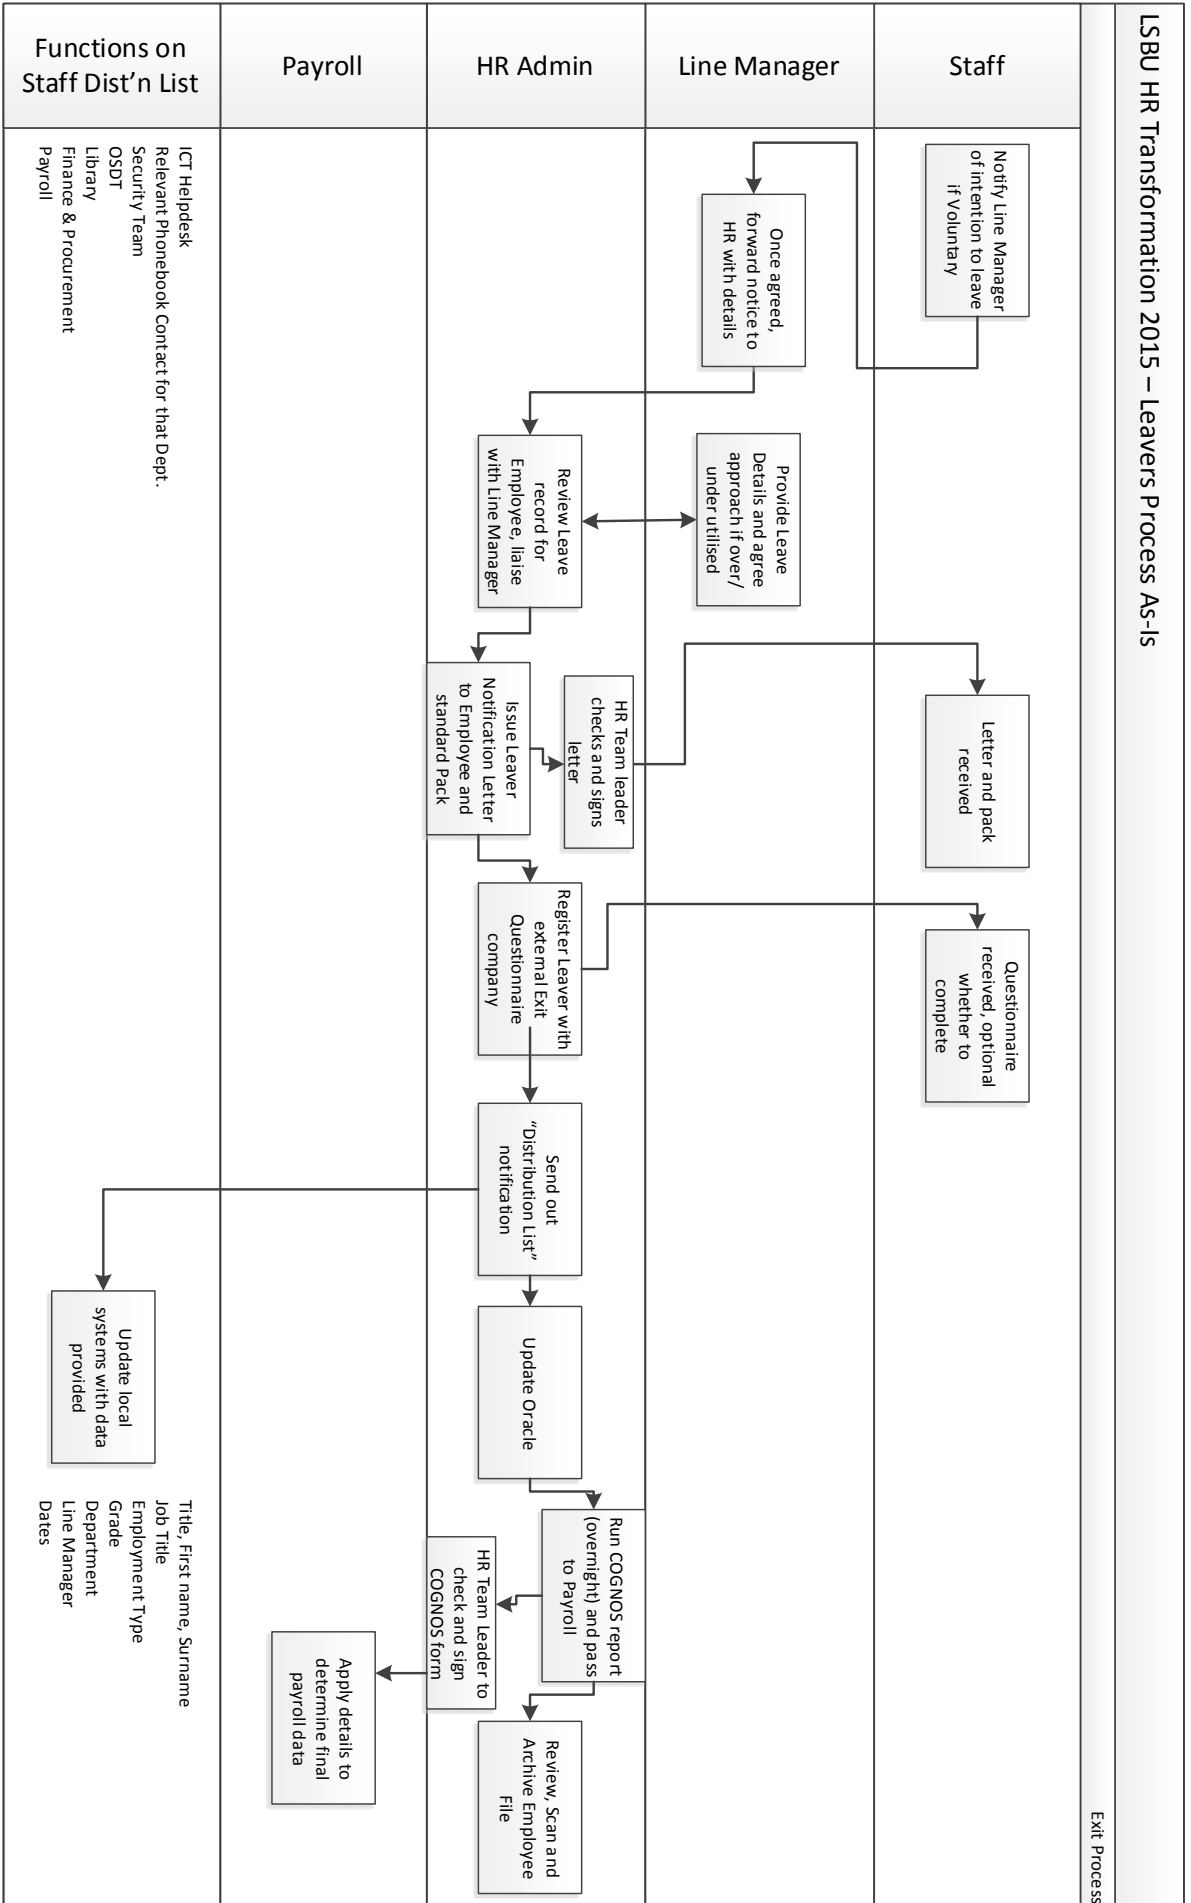 LSBU HR Transformation 2015 – Leavers Process As-Is
Exit Process
Staff
Notify Line Manager
of intention to leave
if Voluntary
Letter and pack
received
Questionnaire
received, optional
whether to
complete
Line Manager
Once agreed,
forward notice to
HR with details
Provide Leave
Details and agree
approach if over/
under utilised
HR Admin
Review Leave
record for
Employee, liaise
with Line Manager
HR Team leader
checks and signs
letter
Issue Leaver
Notification Letter
to Employee and
standard Pack
Register Leaver with
external Exit
Questionnaire
company
Send out
“Distribution List”
notification
Update Oracle
Run COGNOS report
(overnight) and pass
to Payroll
HR Team Leader to
check and sign
COGNOS form
Review, Scan and
Archive Employee
File
Payroll
Apply details to
determine final
payroll data
Functions on
Staff Dist’n List
ICT Helpdesk
Relevant Phonebook Contact for that Dept.
Security Team
OSDT
Library
Finance & Procurement
Payroll
Update local
systems with data
provided
Title, First name, Surname
Job Title
Employment Type
Grade
Department
Line Manager
Dates